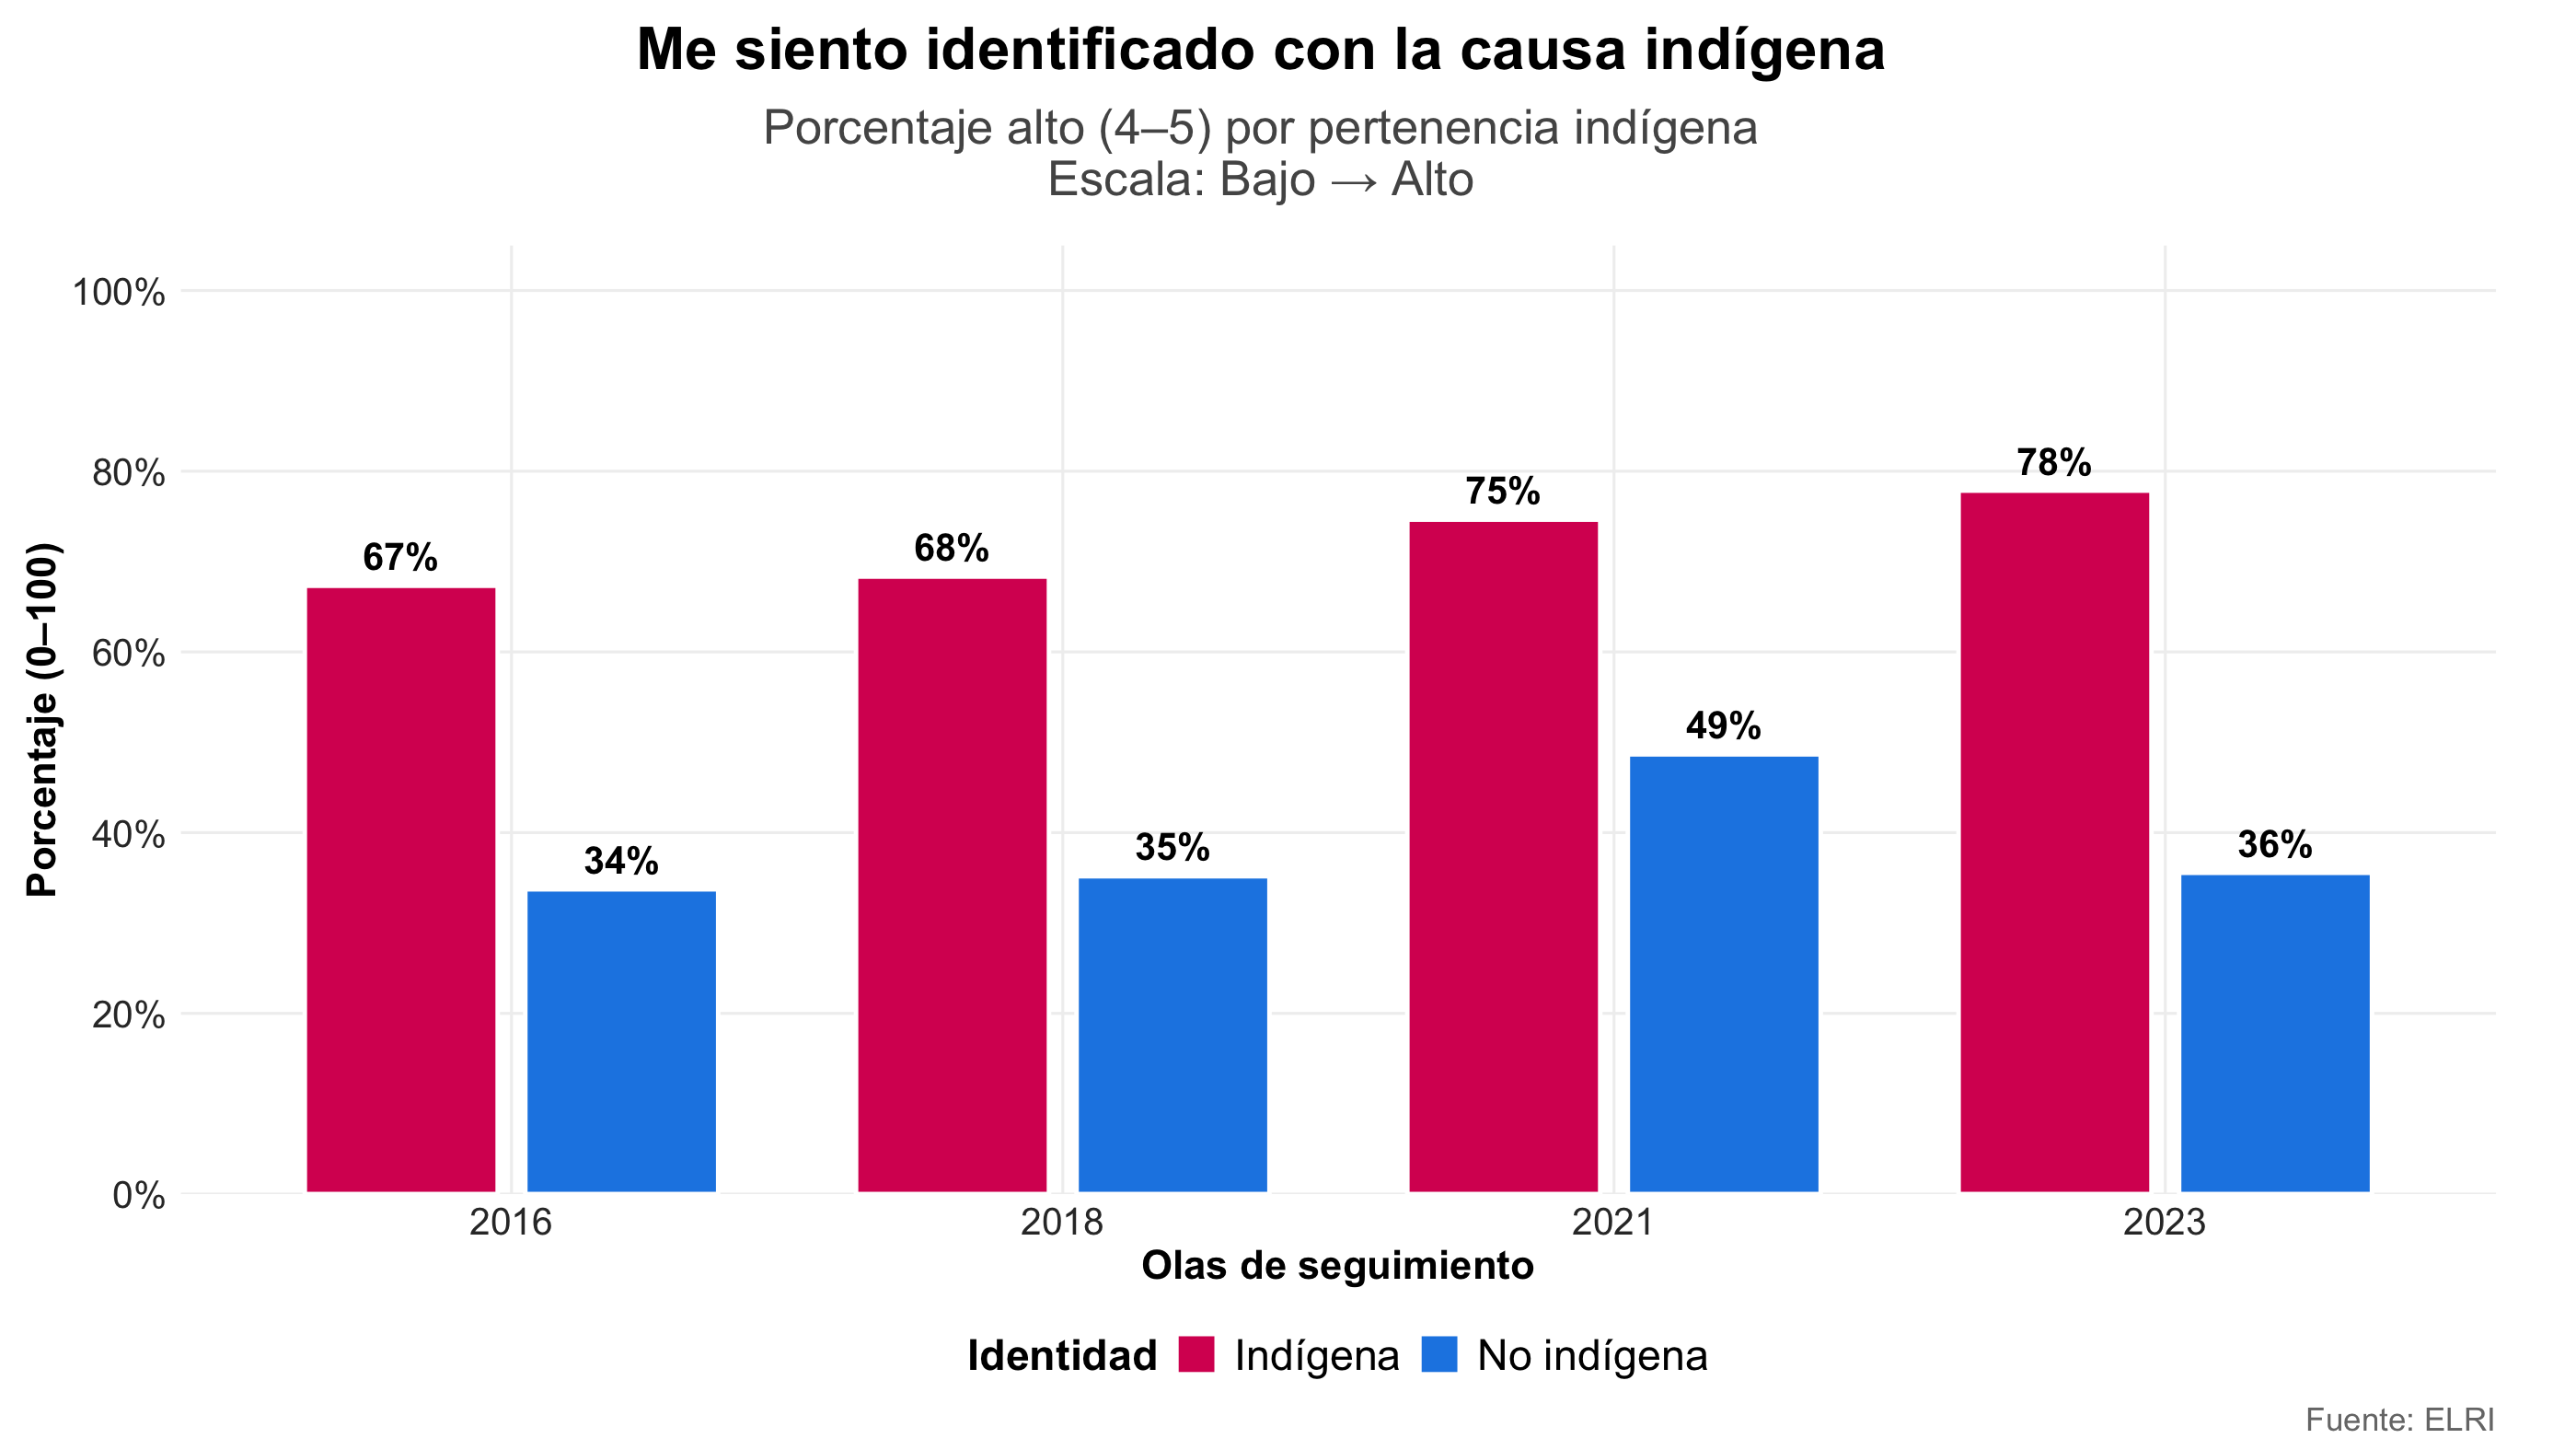 Me siento identificado con la causa indígena
Porcentaje alto (4–5) por pertenencia indígena
Escala: Bajo → Alto
Porcentaje (0–100)
100%
80%
60%
40%
20%
0%
67%
34%
68%
35%
75%
49%
78%
36%
2016
2018
2021
2023
Olas de seguimiento
Identidad Indígena No indígena
Fuente: ELRI